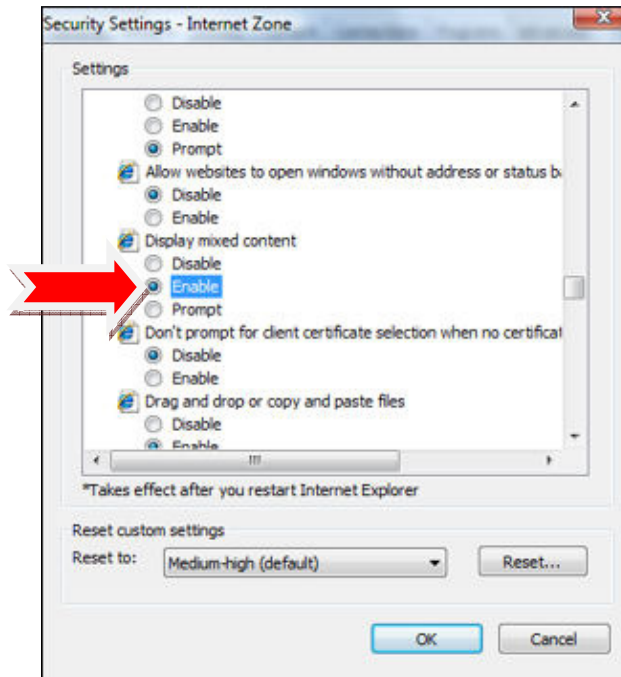 Security Settings - Internet Zone
Settings
Disable
Enable
Prompt
Allow websites to open windows without address or status ba
Disable
Enable
Display mixed content
Disable
Enable
Prompt
Don't prompt for client certificate selection when no certificat
Disable
Enable
Drag and drop or copy and paste files
Disable
Enable
*Takes effect after you restart Internet Explorer
Reset custom settings
Reset to:
Medium-high (default)
Reset...
OK
Cancel